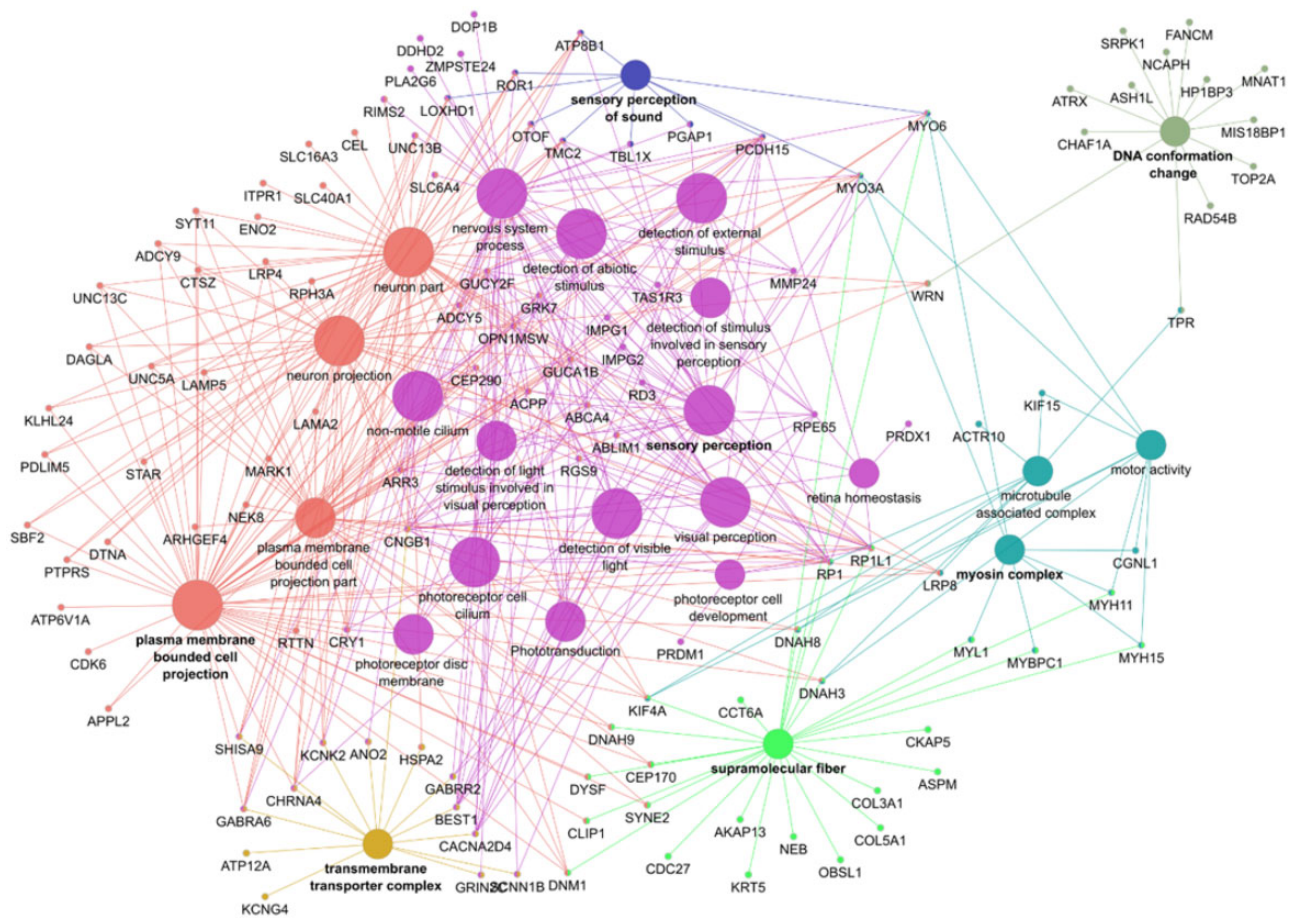 DOP1B
DDHD2
ATP8B1
ZMPSTE24
PLA2G6
ROR1
RIMS2
LOXHD1
sensory perception
of sound
OTOF
PGAP1
TMC2
TBL1X
PCDH15
MYO6
MYO3A
CEL
UNC13B
SLC16A3
SLC6A4
ITPR1
SLC40A1
SYT11
ENO2
ADCY9
CTSZ
LRP4
RPH3A
UNC13C
FANCM
SRPK1
NCAPH
MNAT1
HP1BP3
ATRX
ASH1L
MIS18BP1
CHAF1A
DNA conformation
change
TOP2A
RAD54B
nervous system
process
detection of external
stimulus
detection of abiotic
stimulus
neuron part
GUCY2F
TAS1R3
MMP24
WRN
TPR
GRK7
ADCY5
IMPG1
detection of stimulus
involved in sensory
perception
OPN1MSW
IMPG2
DAGLA
UNC5A
LAMP5
neuron projection
CEP290
GUCA1B
RD3
ACPP
ABCA4
KLHL24
LAMA2
non-motile cilium
ABLIM1
sensory perception
RPE65
PRDX1
KIF15
ACTR10
motor activity
PDLIM5
STAR
MARK1
ARR3
detection of light
stimulus involved in
visual perception
RGS9
retina homeostasis
microtubule
associated complex
NEK8
SBF2
DTNA
ARHGEF4
plasma membrane
bounded cell
projection part
CNGB1
detection of visible
light
visual perception
PTPRS
RP1
RP1L1
LRP8
myosin complex
CGNL1
MYH11
photoreceptor cell
cilium
photoreceptor cell
development
ATP6V1A
plasma membrane
bounded cell
projection
RTTN
CRY1
photoreceptor disc
membrane
Phototransduction
PRDM1
DNAH8
MYL1
MYBPC1
MYH15
CDK6
APPL2
DNAH3
KIF4A
CCT6A
SHISA9
KCNK2
ANO2
HSPA2
DNAH9
CKAP5
supramolecular fiber
CEP170
ASPM
DYSF
CHRNA4
GABRR2
COL3A1
GABRA6
BEST1
SYNE2
CLIP1
AKAP13
COL5A1
CACNA2D4
NEB
ATP12A
transmembrane
transporter complex
CDC27
OBSL1
GRIN2C
SCNN1B
DNM1
KRT5
KCNG4